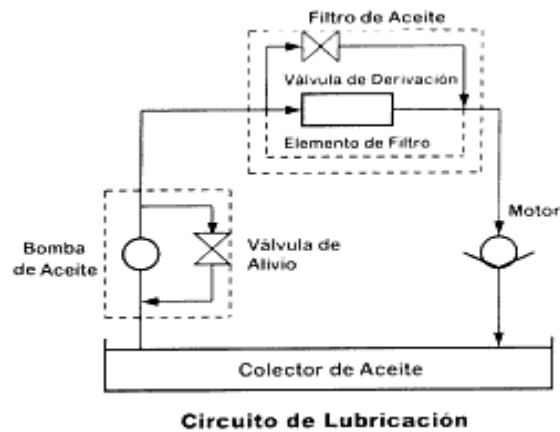 Filtro de Aceite
Válvula de Derivación
Elemento de Filtro
Motor
Bomba
de Aceite
Válvula de
Alivio
Colector de Aceite
Circuito de Lubricación